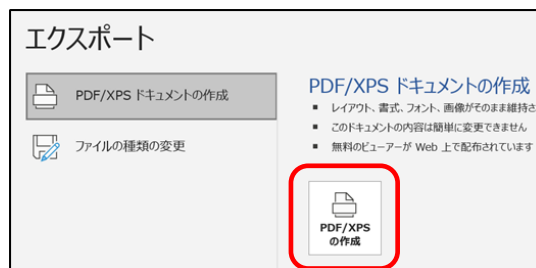 エクスポート
PDF/XPS ドキュメントの作成
ファイルの種類の変更
PDF/XPS ドキュメントの作成
▪ レイアウト、書式、フォント、画像がそのまま維持さ
▪ このドキュメントの内容は簡単に変更できません
▪ 無料のビューアーが Web 上で配布されています
PDF/XPS
の作成